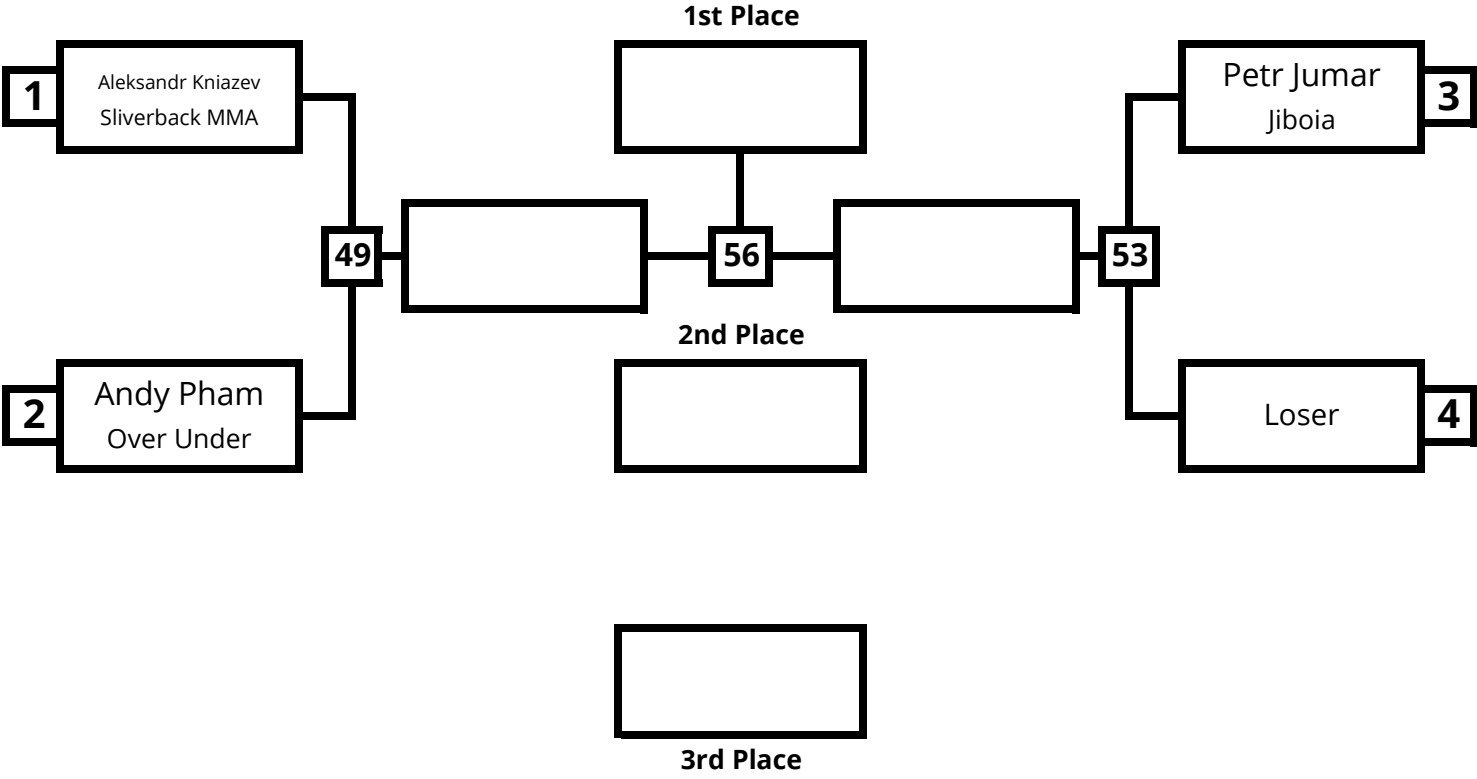 1st Place
1
Aleksandr Kniazev
Sliverback MMA
Petr Jumar
Jiboia
3
49
56
53
2nd Place
2
Andy Pham
Over Under
Loser
4
3rd Place